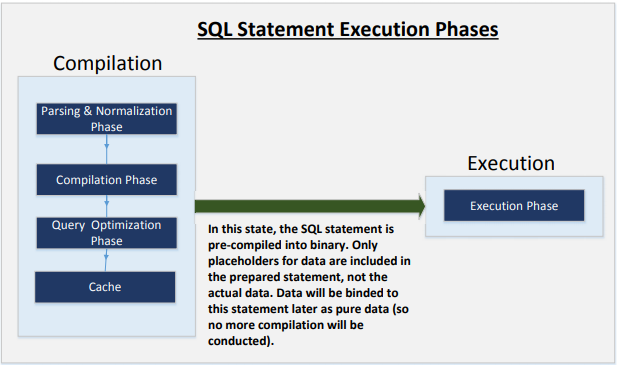 SQL Statement Execution Phases
Compilation
Parsing & Normalization
Phase
Compilation Phase
Query Optimization
Phase
Cache
In this state, the SQL statement is
pre-compiled into binary. Only
placeholders for data are included in
the prepared statement, not the
actual data. Data will be binded to
this statement later as pure data (so
no more compilation will be
conducted).
Execution
Execution Phase